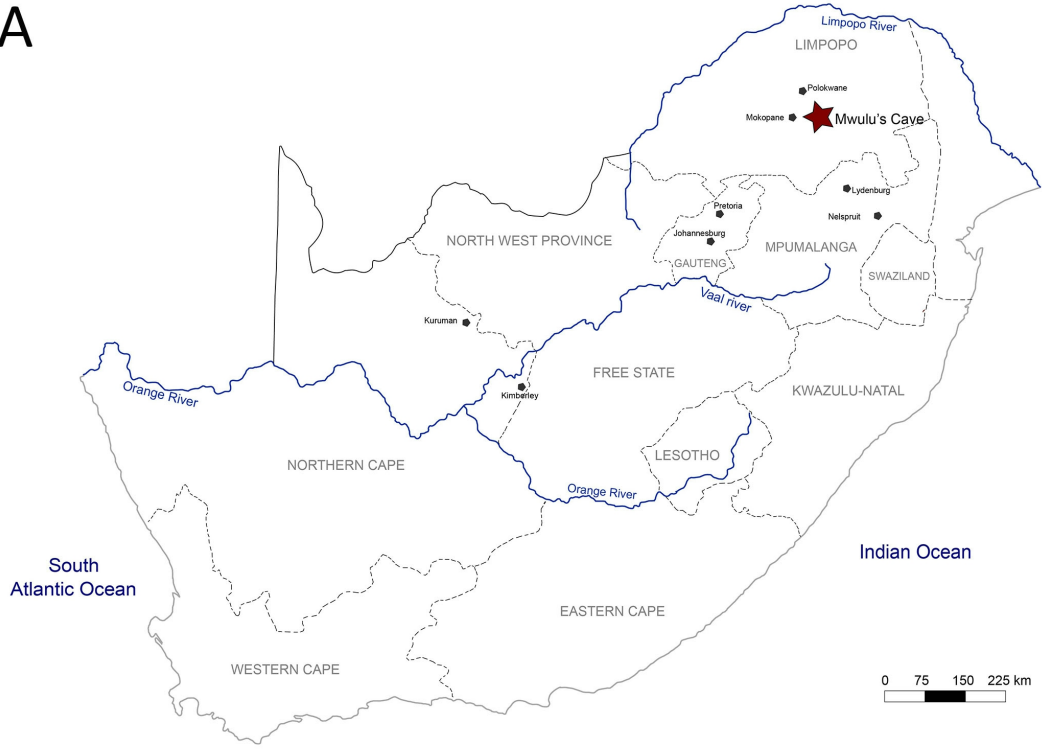 A
Limpopo River
LIMPOPO
Polokwane
Mokopane
Mwulu's Cave
Lydenburg
Pretoria
Nelspruit
Johannesburg
NORTH WEST PROVINCE
MPUMALANGA
GAUTENG
SWAZILAND
Vaal river
Kuruman
FREE STATE
Orange River
Kimberley
KWAZULU-NATAL
LESOTHO
NORTHERN CAPE
Orange River
South
Atlantic Ocean
Indian Ocean
EASTERN CAPE
WESTERN CAPE
0 75 150 225 km